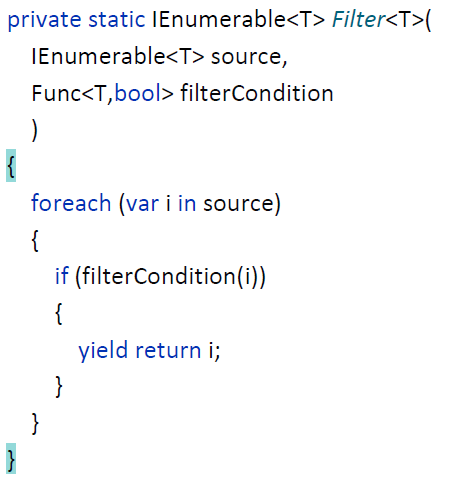 private static IEnumerable<T> Filter<T>(
    IEnumerable<T> source,
    Func<T,bool> filterCondition
    )
{
    foreach (var i in source)
    {
        if (filterCondition(i))
        {
            yield return i;
        }
    }
}